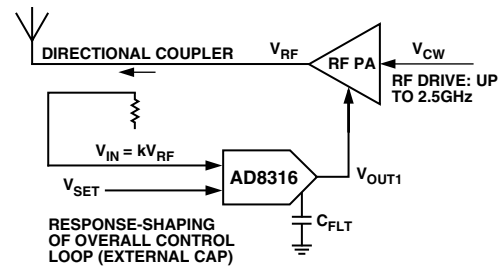 DIRECTIONAL COUPLER
V_RF
RF PA
V_CW
RF DRIVE: UP
TO 2.5GHz
V_IN = kV_RF
V_SET
AD8316
V_OUT1
C_FLT
RESPONSE-SHAPING
OF OVERALL CONTROL
LOOP (EXTERNAL CAP)